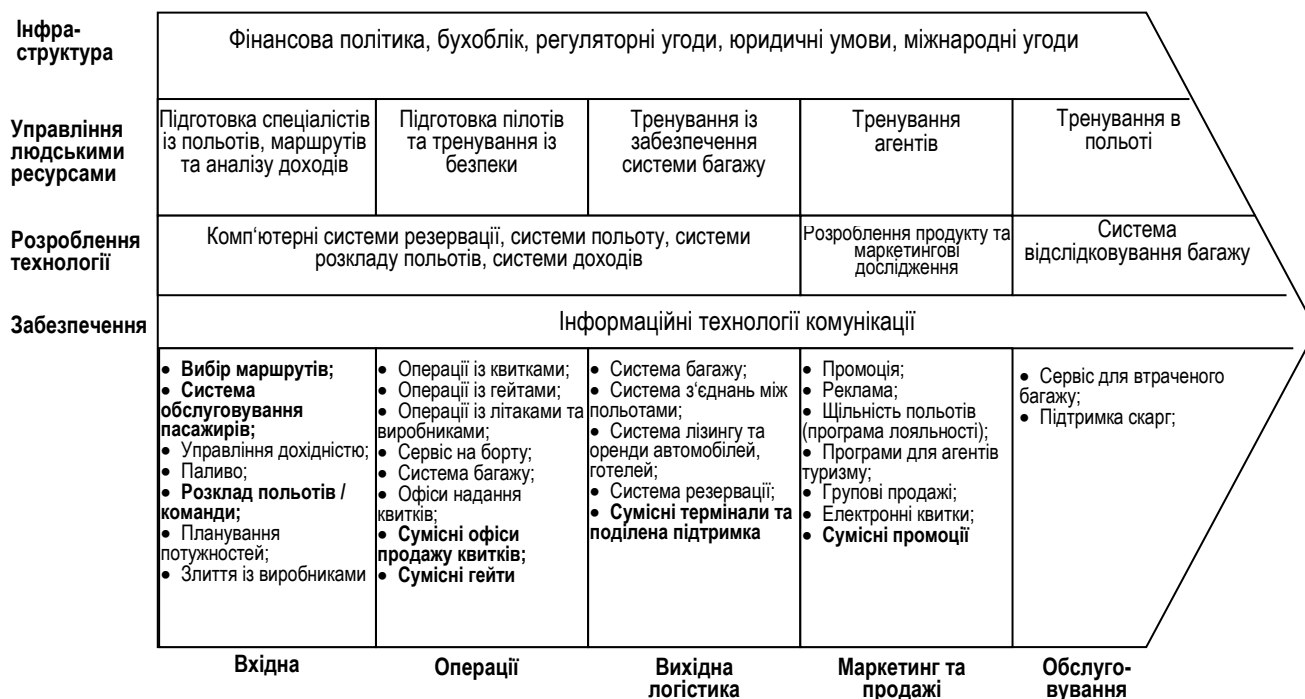 Інфра-
структура
Фінансова політика, бухоблік, регуляторні угоди, юридичні умови, міжнародні угоди
Управління
людськими
ресурсами
Підготовка спеціалістів
із польотів, маршрутів
та аналізу доходів
Підготовка пілотів
та тренування із
безпеки
Тренування із
забезпечення
системи багажу
Тренування
агентів
Тренування в
польоті
Розроблення
технології
Комп‘ютерні системи резервації, системи польоту, системи
розкладу польотів, системи доходів
Розроблення продукту та
маркетингові
дослідження
Система
відслідковування багажу
Забезпечення
Інформаційні технології комунікації
• Вибір маршрутів;
• Система
обслуговування
пасажирів;
• Управління дохідністю;
• Паливо;
• Розклад польотів /
команди;
• Планування
потужностей;
• Злиття із виробниками
• Операції із квитками;
• Операції із гейтами;
• Операції із літаками та
виробниками;
• Сервіс на борту;
• Система багажу;
• Офіси надання
квитків;
• Сумісні офіси
продажу квитків;
• Сумісні гейти
• Система багажу;
• Система з‘єднань між
польотами;
• Система лізингу та
оренди автомобілей,
готелей;
• Система резервації;
• Сумісні термінали та
поділена підтримка
• Промоція;
• Реклама;
• Щільність польотів
(програма лояльності);
• Програми для агентів
туризму;
• Групові продажі;
• Електронні квитки;
• Сумісні промоції
• Сервіс для втраченого
багажу;
• Підтримка скарг;
Вхідна
Операції
Вихідна
логістика
Маркетинг та
продажі
Обслуго-
вування